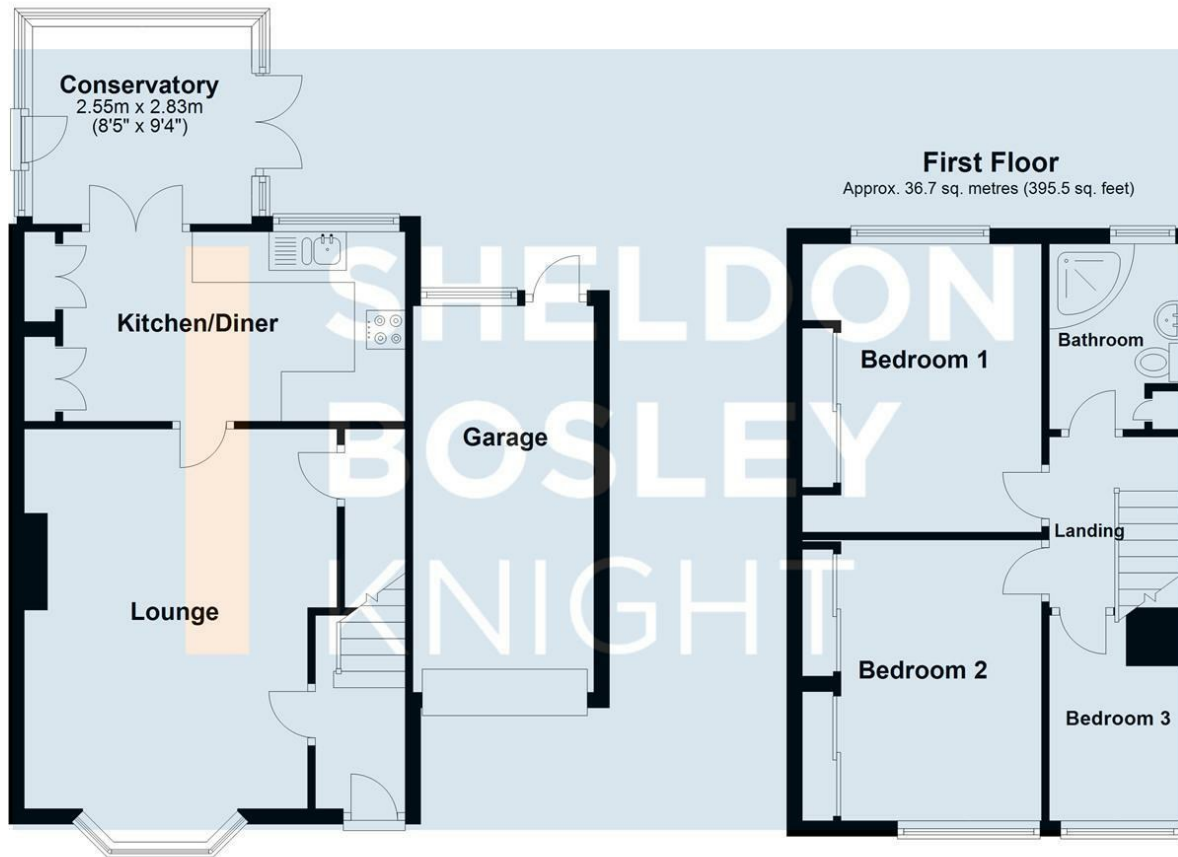 Conservatory
2.55m x 2.83m
(8'5" x 9'4")
First Floor
Approx. 36.7 sq. metres (395.5 sq. feet)
Kitchen/Diner
Garage
Lounge
Bedroom 1
Bathroom
Landing
Bedroom 2
Bedroom 3
SHELDON
BOSLEY
KNIGHT